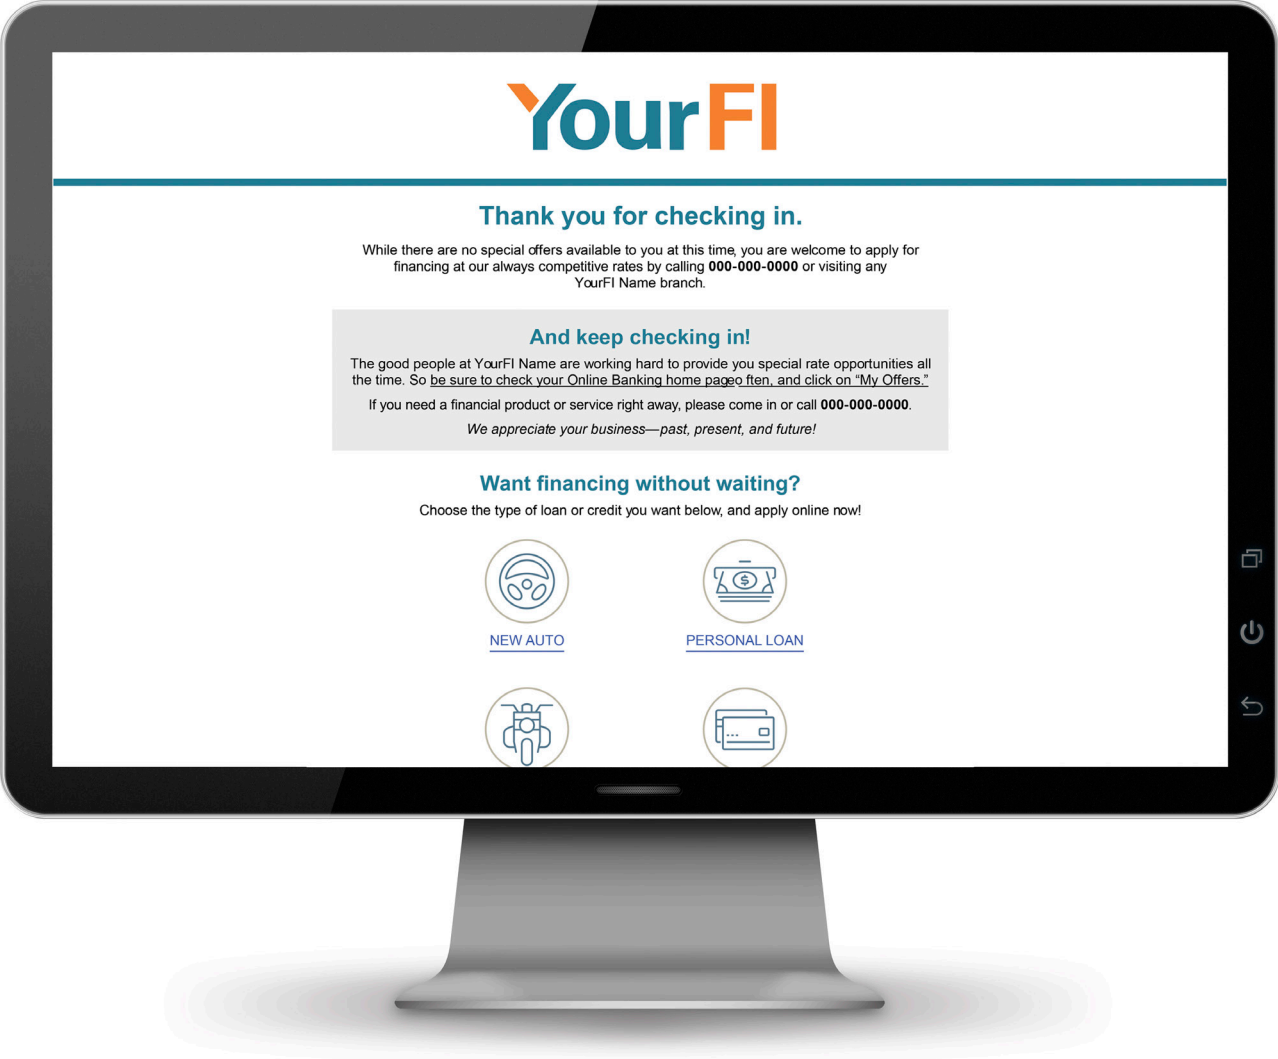 YourFI
Thank you for checking in.
While there are no special offers available to you at this time, you are welcome to apply for
financing at our always competitive rates by calling 000-000-0000 or visiting any
YourFI Name branch.
And keep checking in!
The good people at YourFI Name are working hard to provide you special rate opportunities all
the time. So be sure to check your Online Banking home pageo ften, and click on “My Offers.”
If you need a financial product or service right away, please come in or call 000-000-0000.
We appreciate your business—past, present, and future!
Want financing without waiting?
Choose the type of loan or credit you want below, and apply online now!
$
NEW AUTO
PERSONAL LOAN